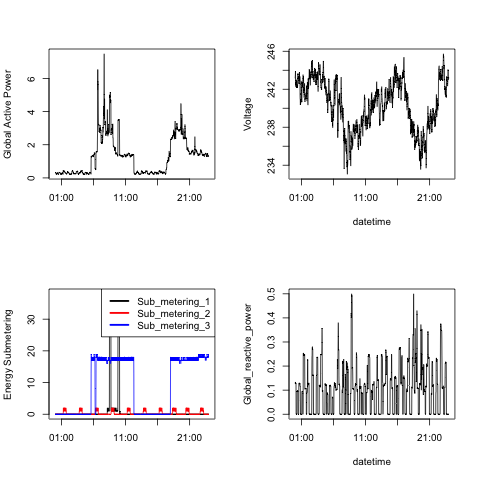 Global Active Power
6
4
2
0
01:00 11:00 21:00
Voltage
246
242
238
234
01:00 11:00 21:00
datetime
Energy Submetering
30
20
10
0
Sub_metering_1
Sub_metering_2
Sub_metering_3
01:00 11:00 21:00
Global_reactive_power
0.5
0.4
0.3
0.2
0.1
0.0
01:00 11:00 21:00
datetime